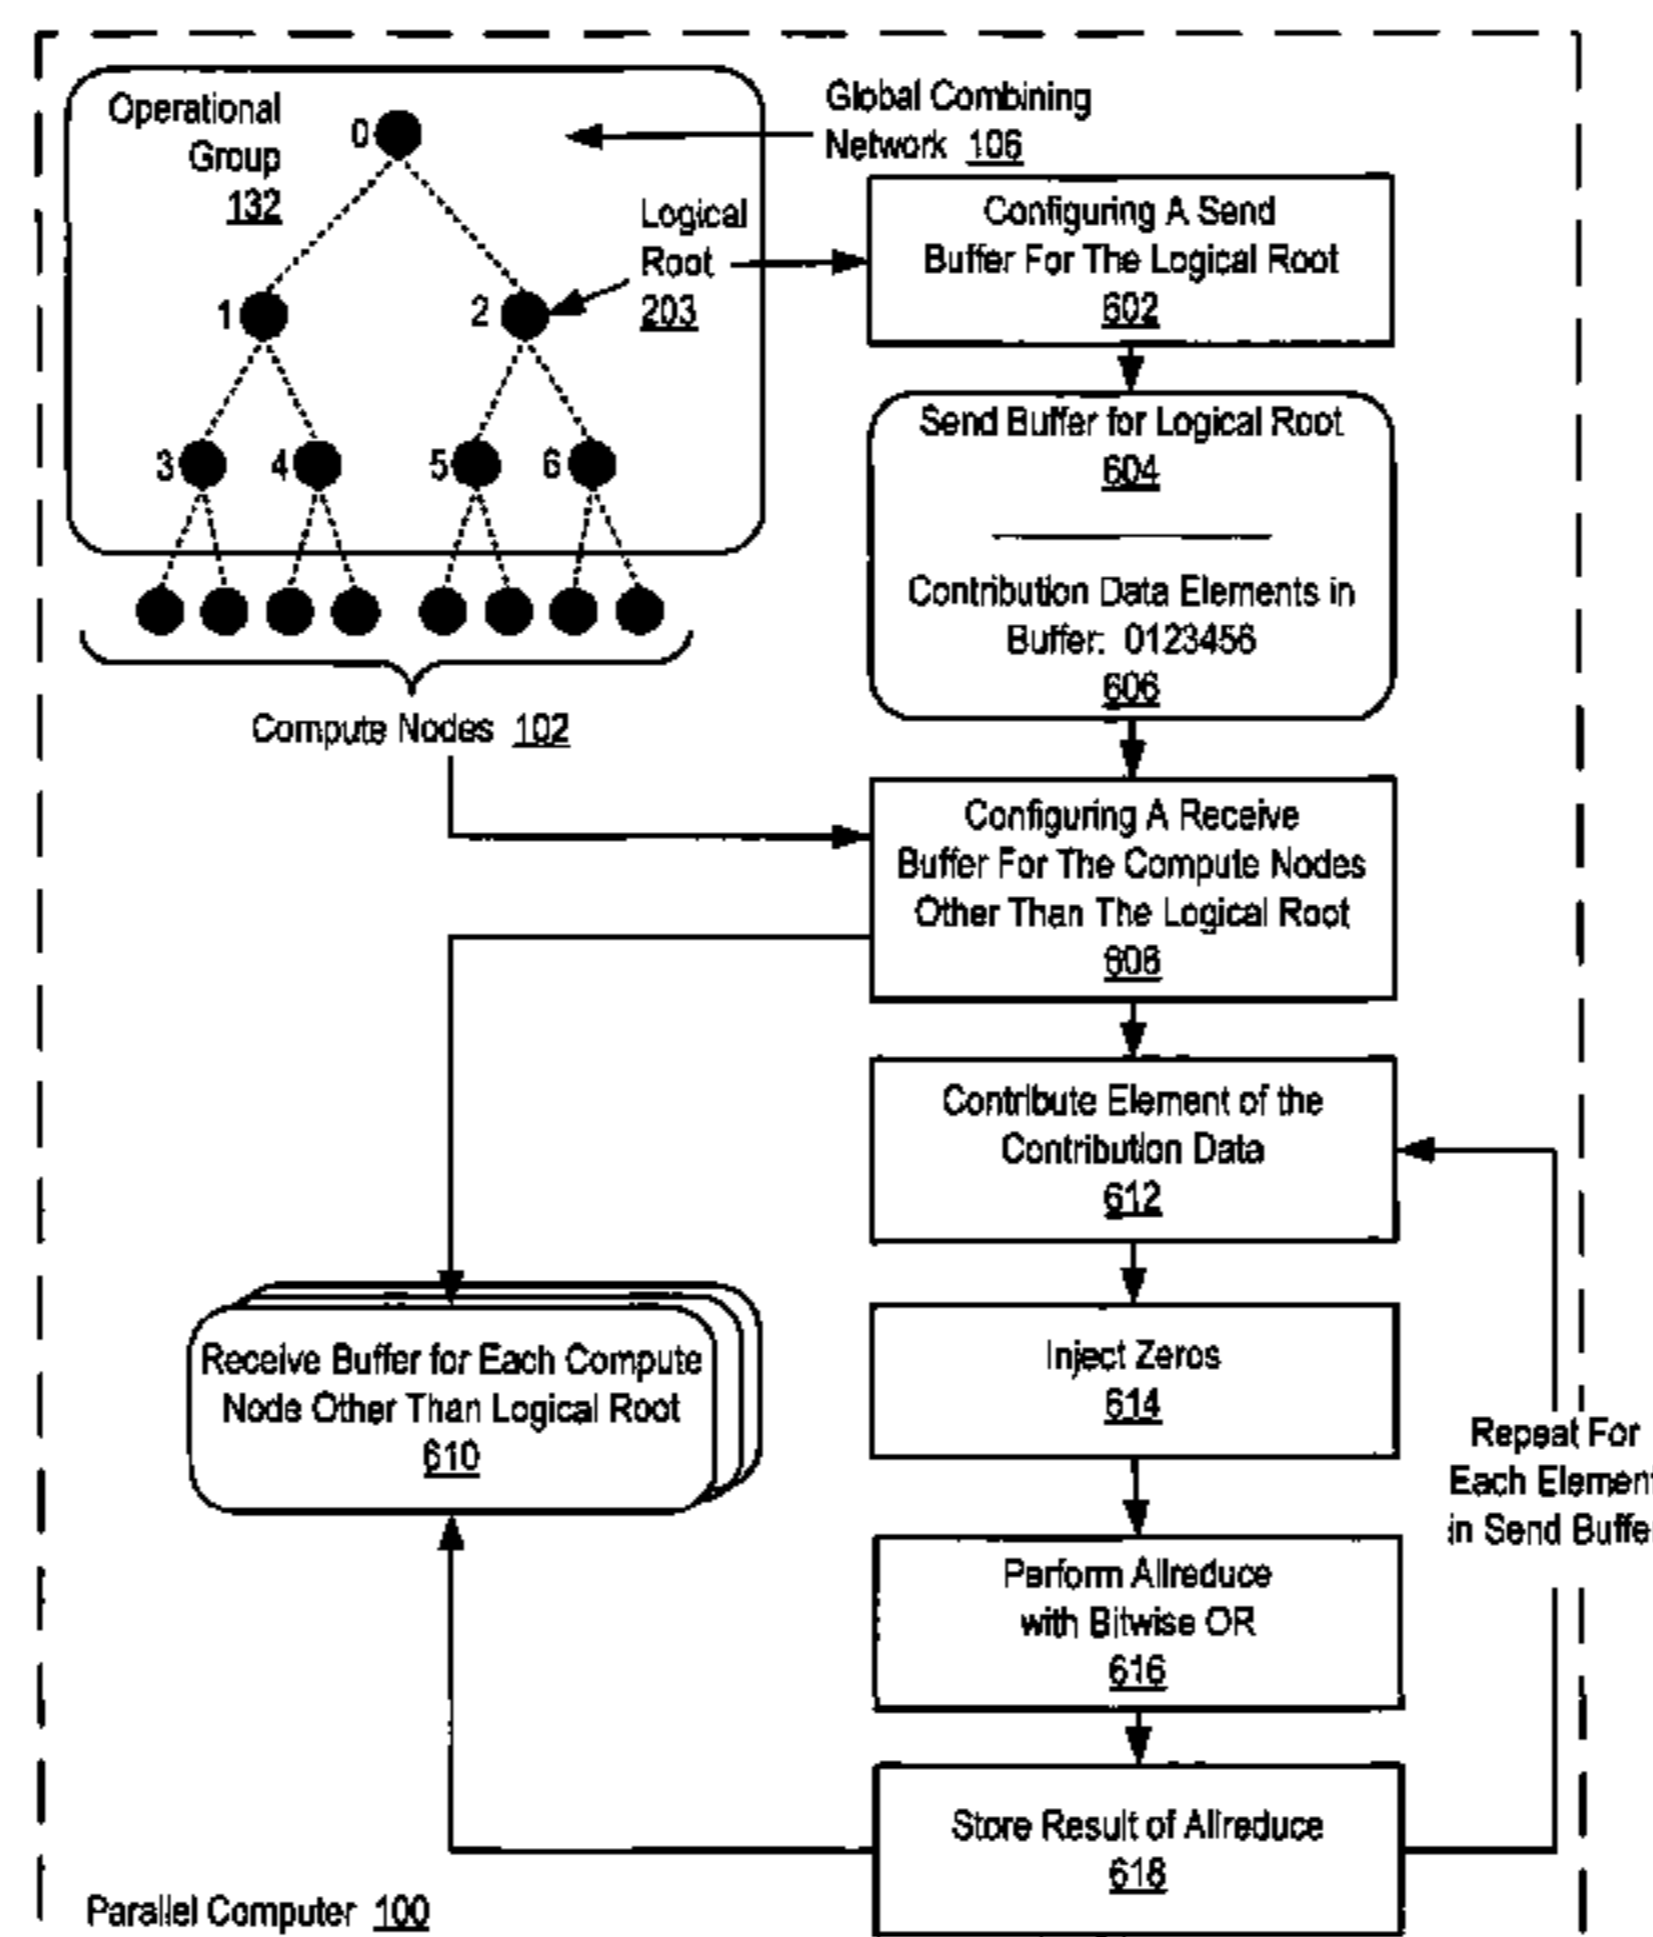 Operational
Group
132
0
Global Combining
Network 106
Logical
Root
203
1
2
3
4
5
6
Compute Nodes 102
Configuring A Send
Buffer For The Logical Root
602
Send Buffer for Logical Root
604
Contribution Data Elements in
Buffer: 0123456
606
Configuring A Receive
Buffer For The Compute Nodes
Other Than The Logical Root
608
Contribute Element of the
Contribution Data
612
Receive Buffer for Each Compute
Node Other Than Logical Root
610
Inject Zeros
614
Repeat For
Each Element
in Send Buffer
Perform Allreduce
with Bitwise OR
616
Store Result of Allreduce
618
Parallel Computer 100